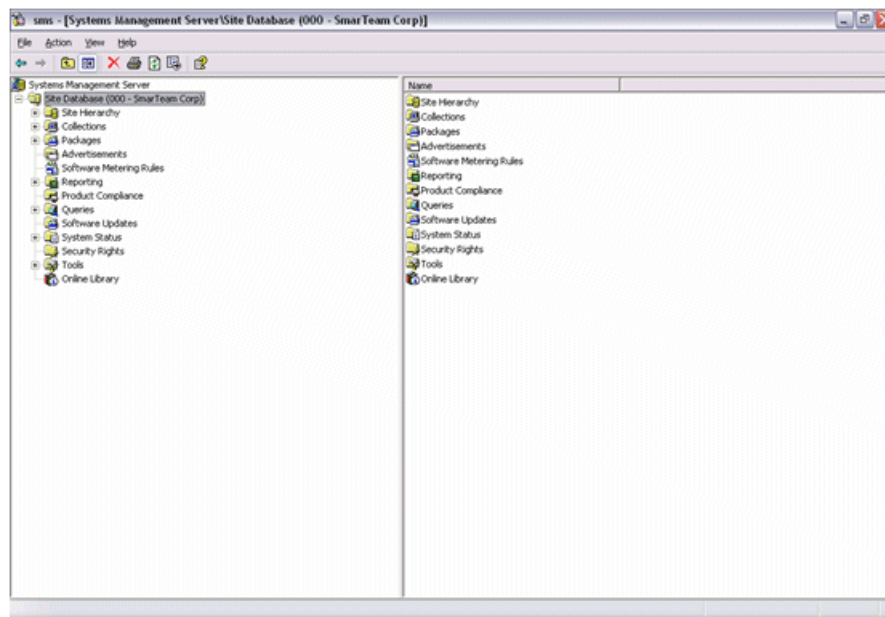 sms - [Systems Management Server\Site Database (000 - SmarTeam Corp)]
File Action View Help
Systems Management Server
Site Database (000 - SmarTeam Corp)
Site Hierarchy
Collections
Packages
Advertisements
Software Metering Rules
Reporting
Product Compliance
Queries
Software Updates
System Status
Security Rights
Tools
Online Library
Name
Site Hierarchy
Collections
Packages
Advertisements
Software Metering Rules
Reporting
Product Compliance
Queries
Software Updates
System Status
Security Rights
Tools
Online Library